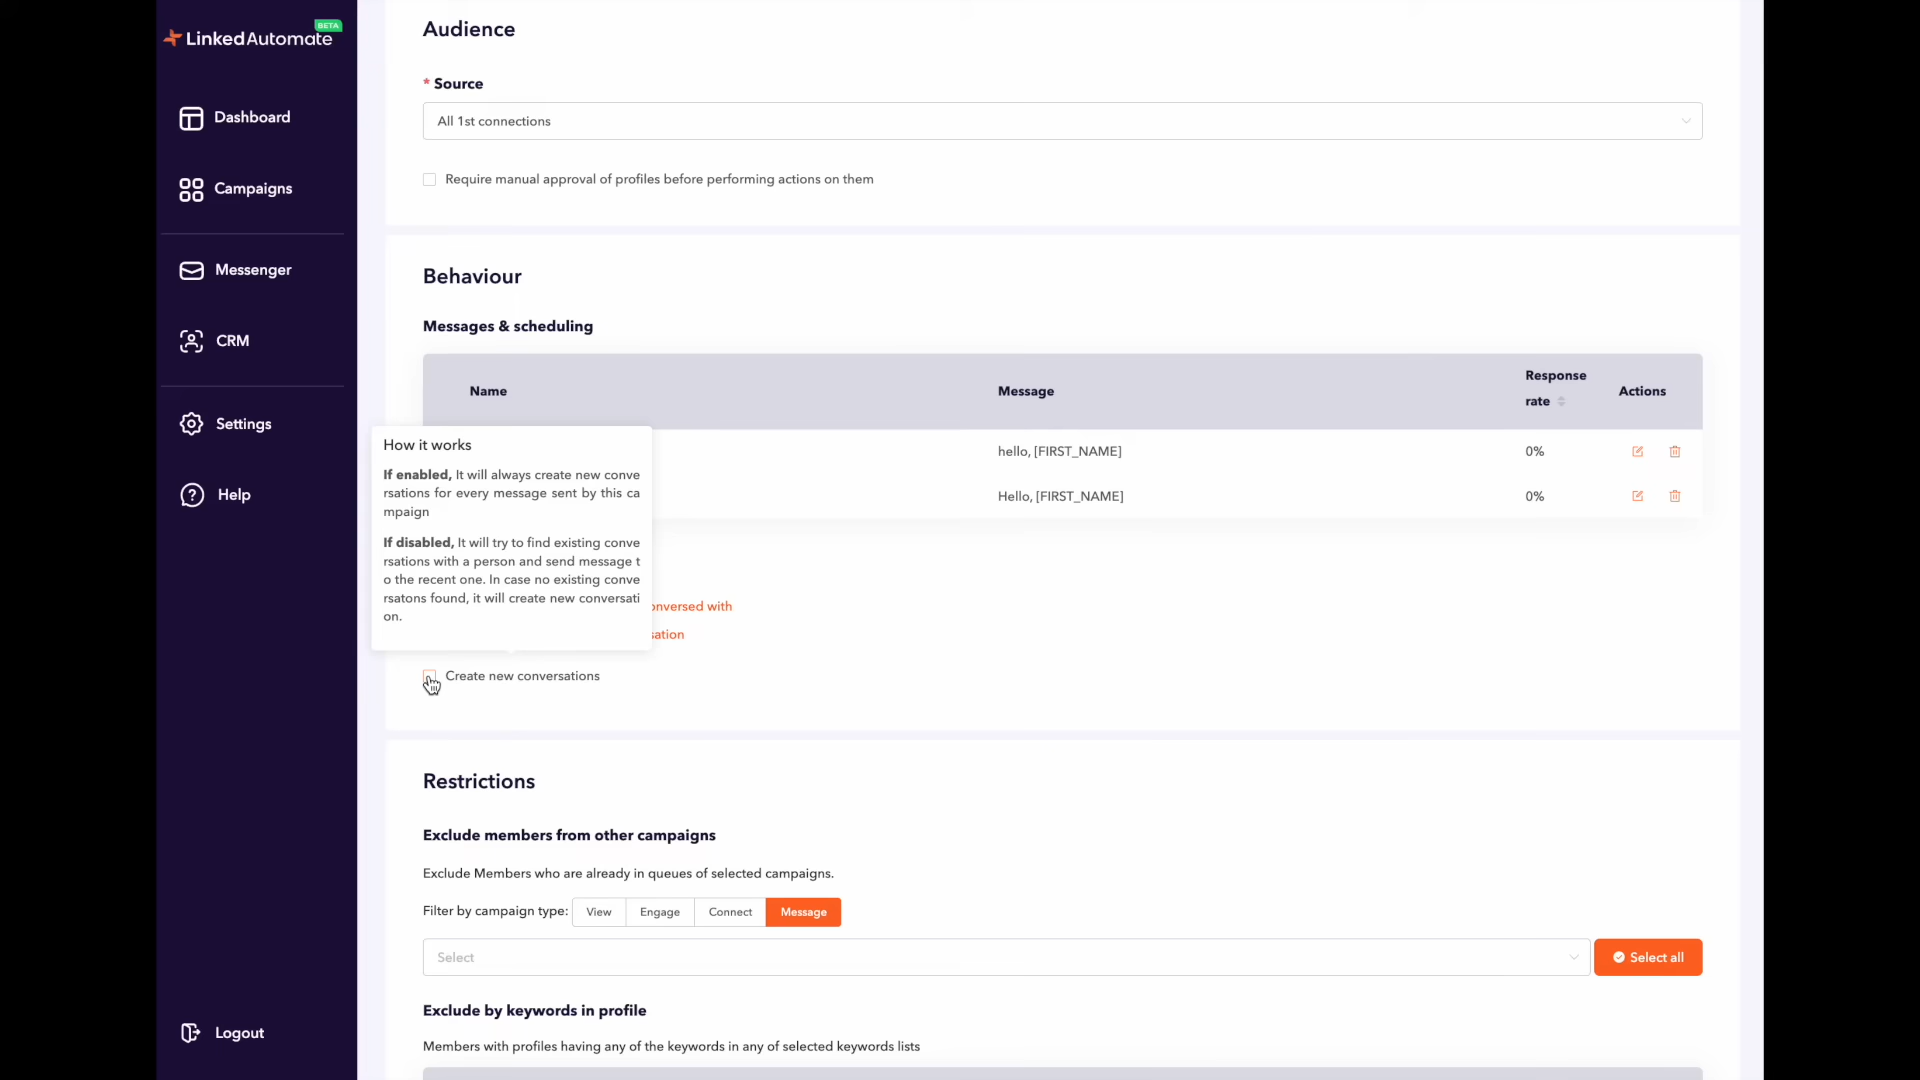 BETA
LinkedAutomate
Dashboard
Campaigns
Messenger
CRM
Settings
Help
Logout
Audience
* Source
All 1st connections
Require manual approval of profiles before performing actions on them
Behaviour
Messages & scheduling
Name
Message
Response
rate
Actions
hello, [FIRST_NAME]
0%
Hello, [FIRST_NAME]
0%
How it works
If enabled, It will always create new conve
rsations for every message sent by this ca
mpaign
If disabled, It will try to find existing conve
rsations with a person and send message t
o the recent one. In case no existing conve
rsatons found, it will create new conversati
on.
onversed with
sation
Create new conversations
Restrictions
Exclude members from other campaigns
Exclude Members who are already in queues of selected campaigns.
Filter by campaign type: View Engage Connect Message
Select
Select all
Exclude by keywords in profile
Members with profiles having any of the keywords in any of selected keywords lists